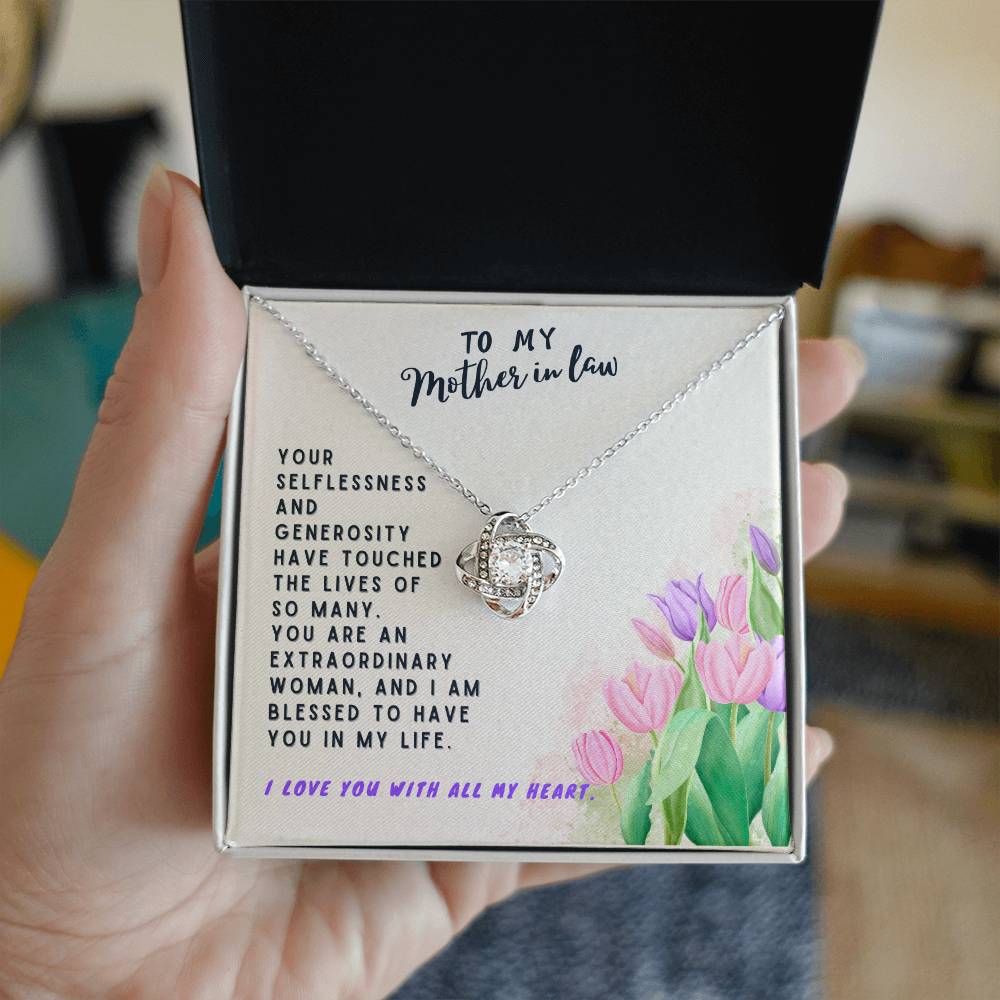 TO MY
Mother in law
YOUR
SELFLESSNESS
AND
GENEROSITY
HAVE TOUCHED
THE LIVES OF
SO MANY.
YOU ARE AN
EXTRAORDINARY
WOMAN, AND I AM
BLESSED TO HAVE
YOU IN MY LIFE.
I LOVE YOU WITH ALL MY HEART.